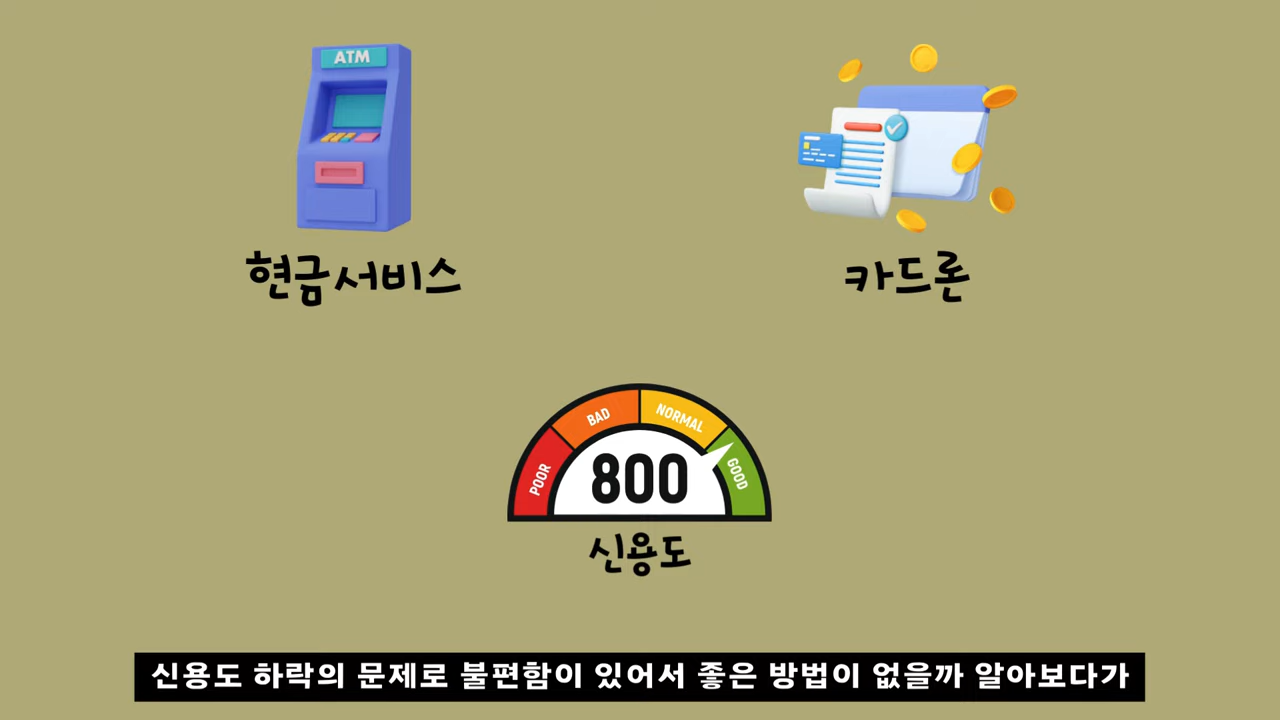 ATM
현금서비스
카드론
POOR
BAD
NORMAL
GOOD
800
신용도
신용도 하락의 문제로 불편함이 있어서 좋은 방법이 없을까 알아보다가